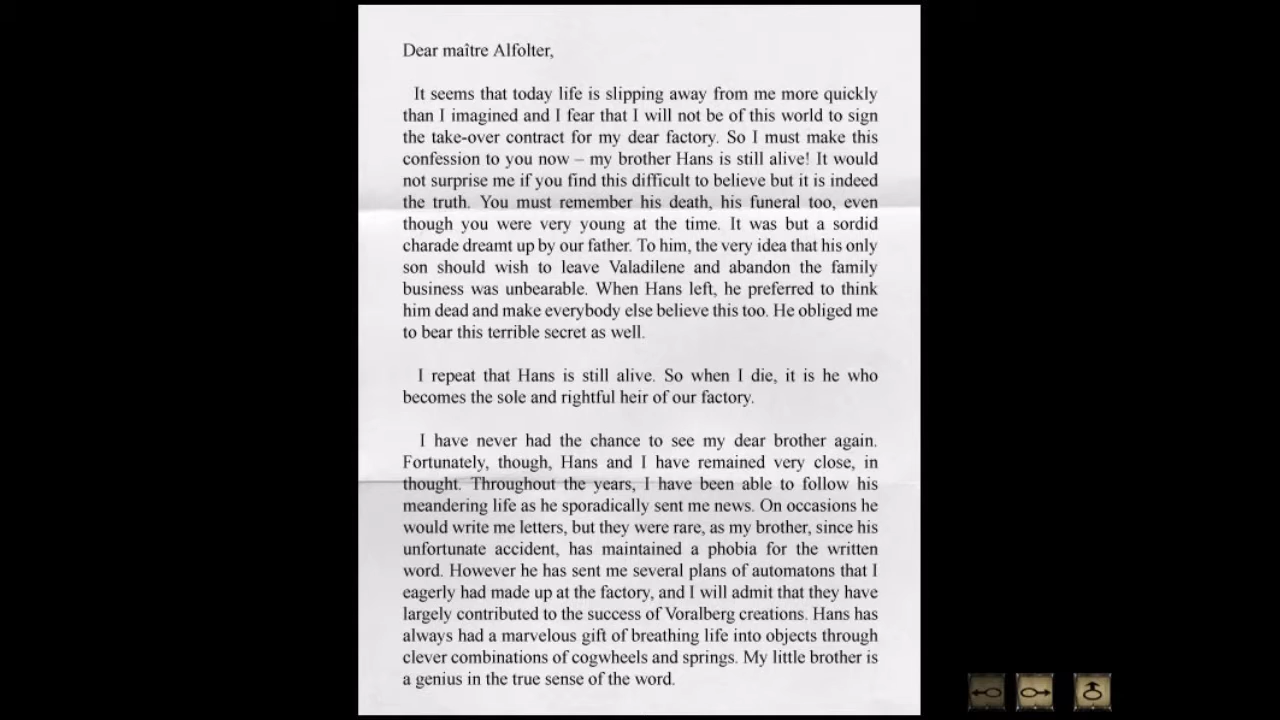 Dear maître Alfolter,
It seems that today life is slipping away from me more quickly
than I imagined and I fear that I will not be of this world to sign
the take-over contract for my dear factory. So I must make this
confession to you now – my brother Hans is still alive! It would
not surprise me if you find this difficult to believe but it is indeed
the truth. You must remember his death, his funeral too, even
though you were very young at the time. It was but a sordid
charade dreamt up by our father. To him, the very idea that his only
son should wish to leave Valadilene and abandon the family
business was unbearable. When Hans left, he preferred to think
him dead and make everybody else believe this too. He obliged me
to bear this terrible secret as well.
I repeat that Hans is still alive. So when I die, it is he who
becomes the sole and rightful heir of our factory.
I have never had the chance to see my dear brother again.
Fortunately, though, Hans and I have remained very close, in
thought. Throughout the years, I have been able to follow his
meandering life as he sporadically sent me news. On occasions he
would write me letters, but they were rare, as my brother, since his
unfortunate accident, has maintained a phobia for the written
word. However he has sent me several plans of automatons that I
eagerly had made up at the factory, and I will admit that they have
largely contributed to the success of Voralberg creations. Hans has
always had a marvelous gift of breathing life into objects through
clever combinations of cogwheels and springs. My little brother is
a genius in the true sense of the word.